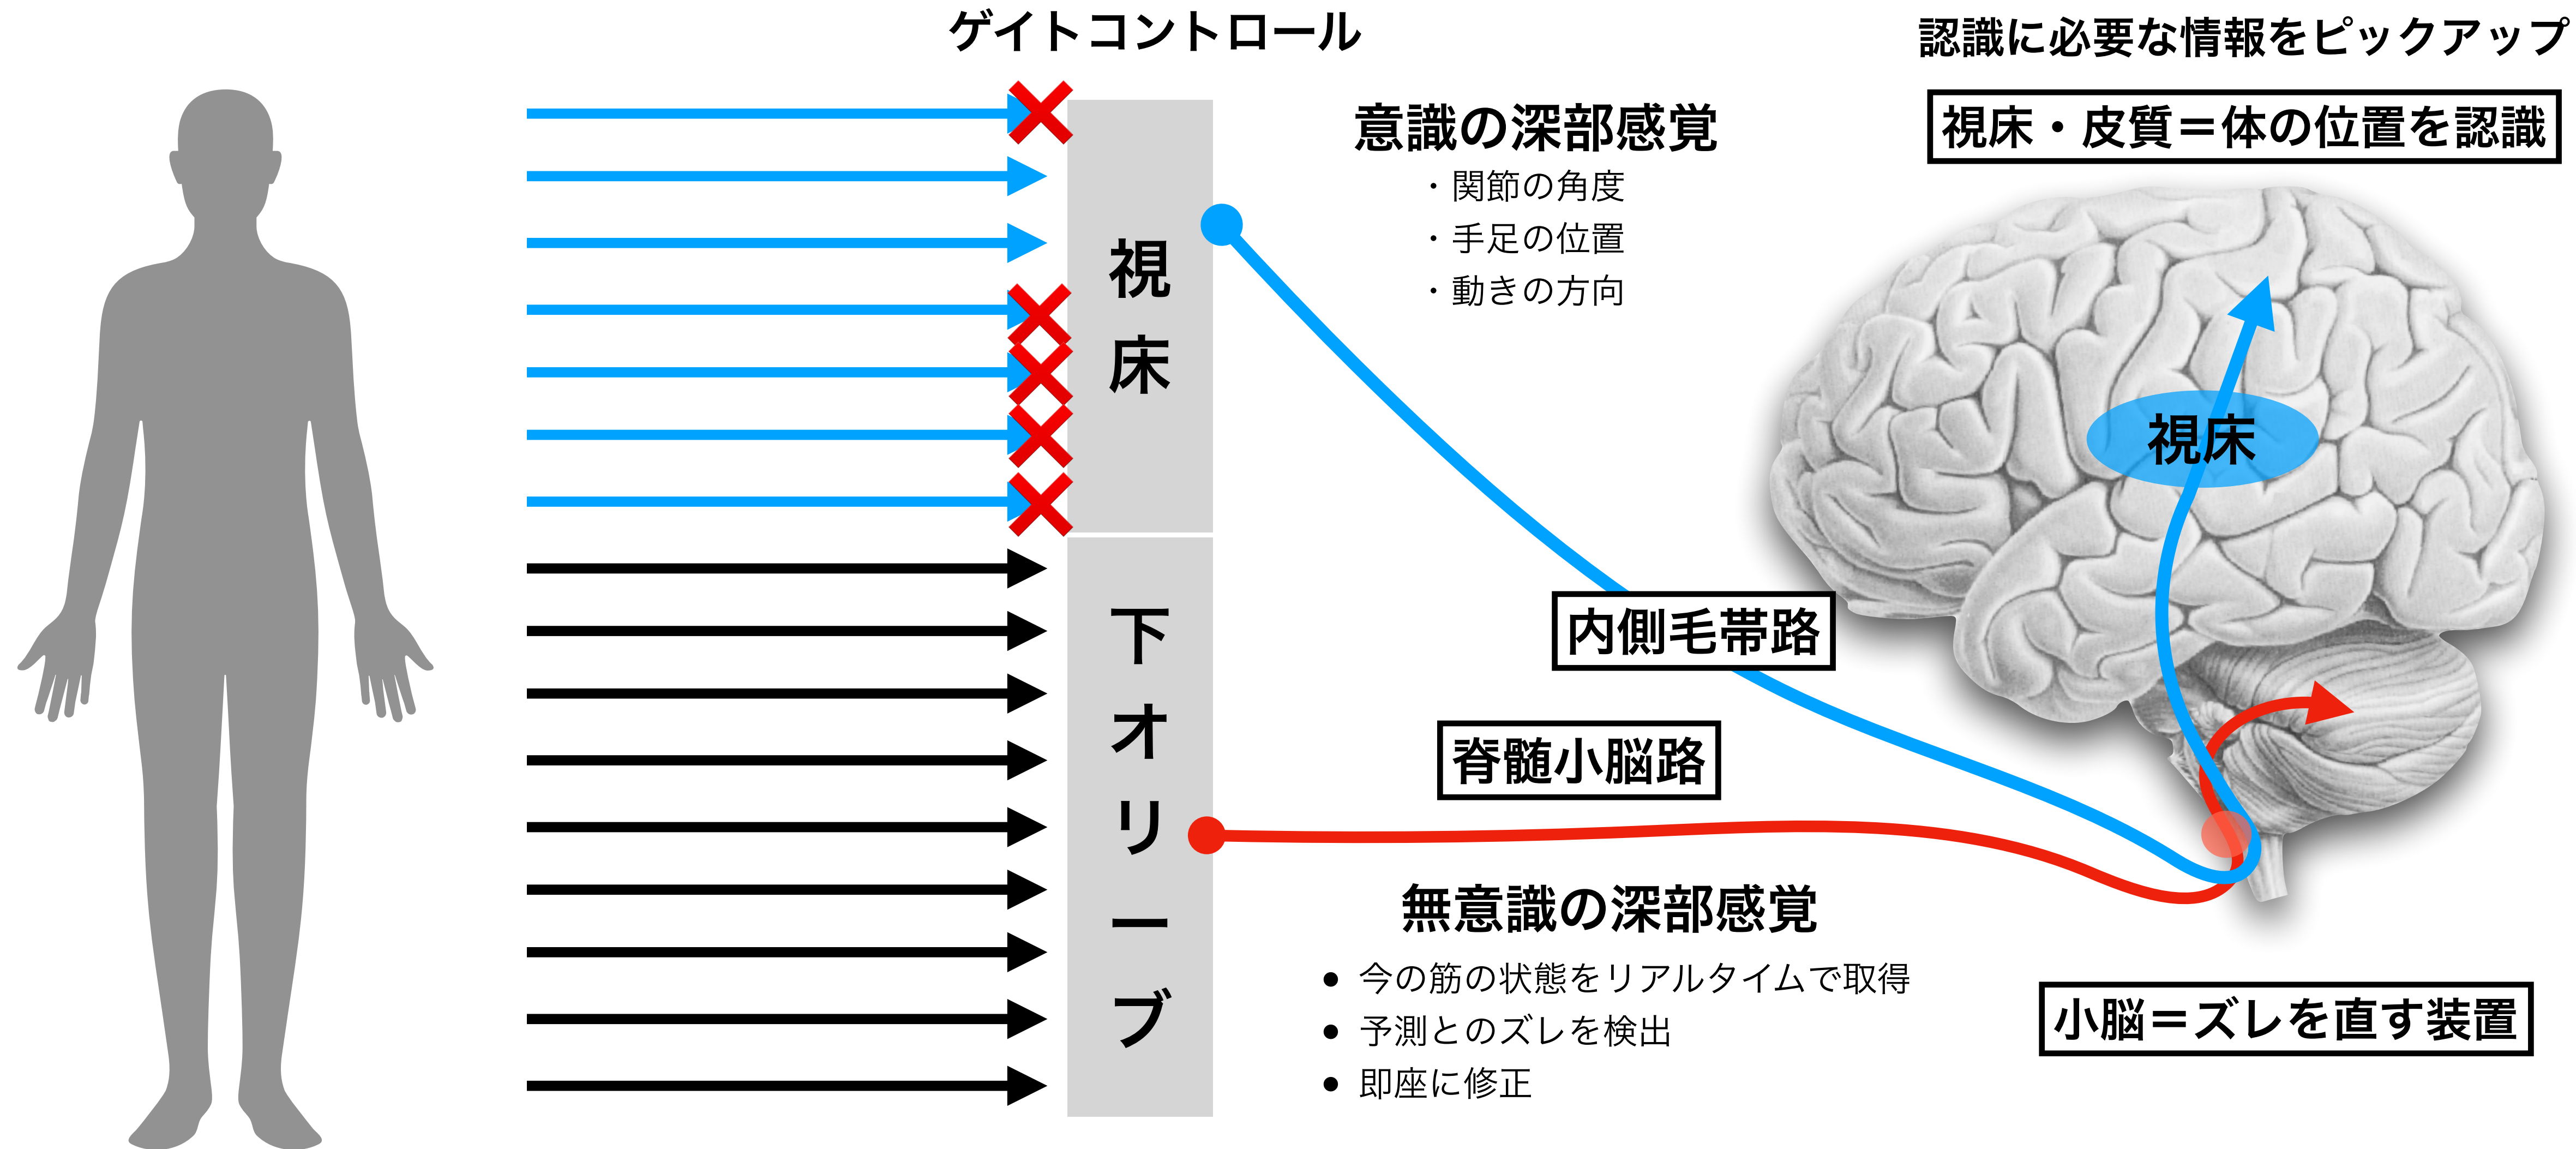 ゲイトコントロール
認識に必要な情報をピックアップ
視床・皮質＝体の位置を認識
意識の深部感覚
・関節の角度
・手足の位置
・動きの方向
視床
視床
内側毛帯路
下オリーブ
脊髄小脳路
無意識の深部感覚
• 今の筋の状態をリアルタイムで取得
• 予測とのズレを検出
• 即座に修正
小脳＝ズレを直す装置